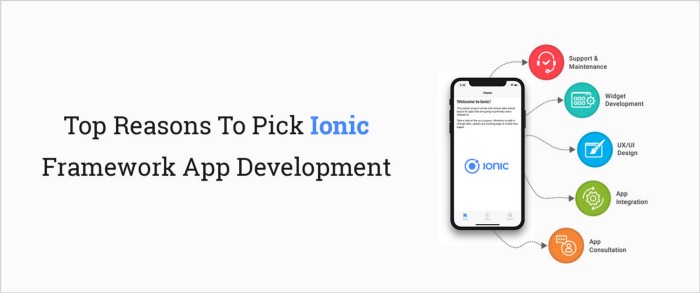 Top Reasons To Pick Ionic
Framework App Development
Home
Welcome to Ionic!
IONIC
Support &
Maintenance
Widget
Development
UX/UI
Design
App
Integration
App
Consultation